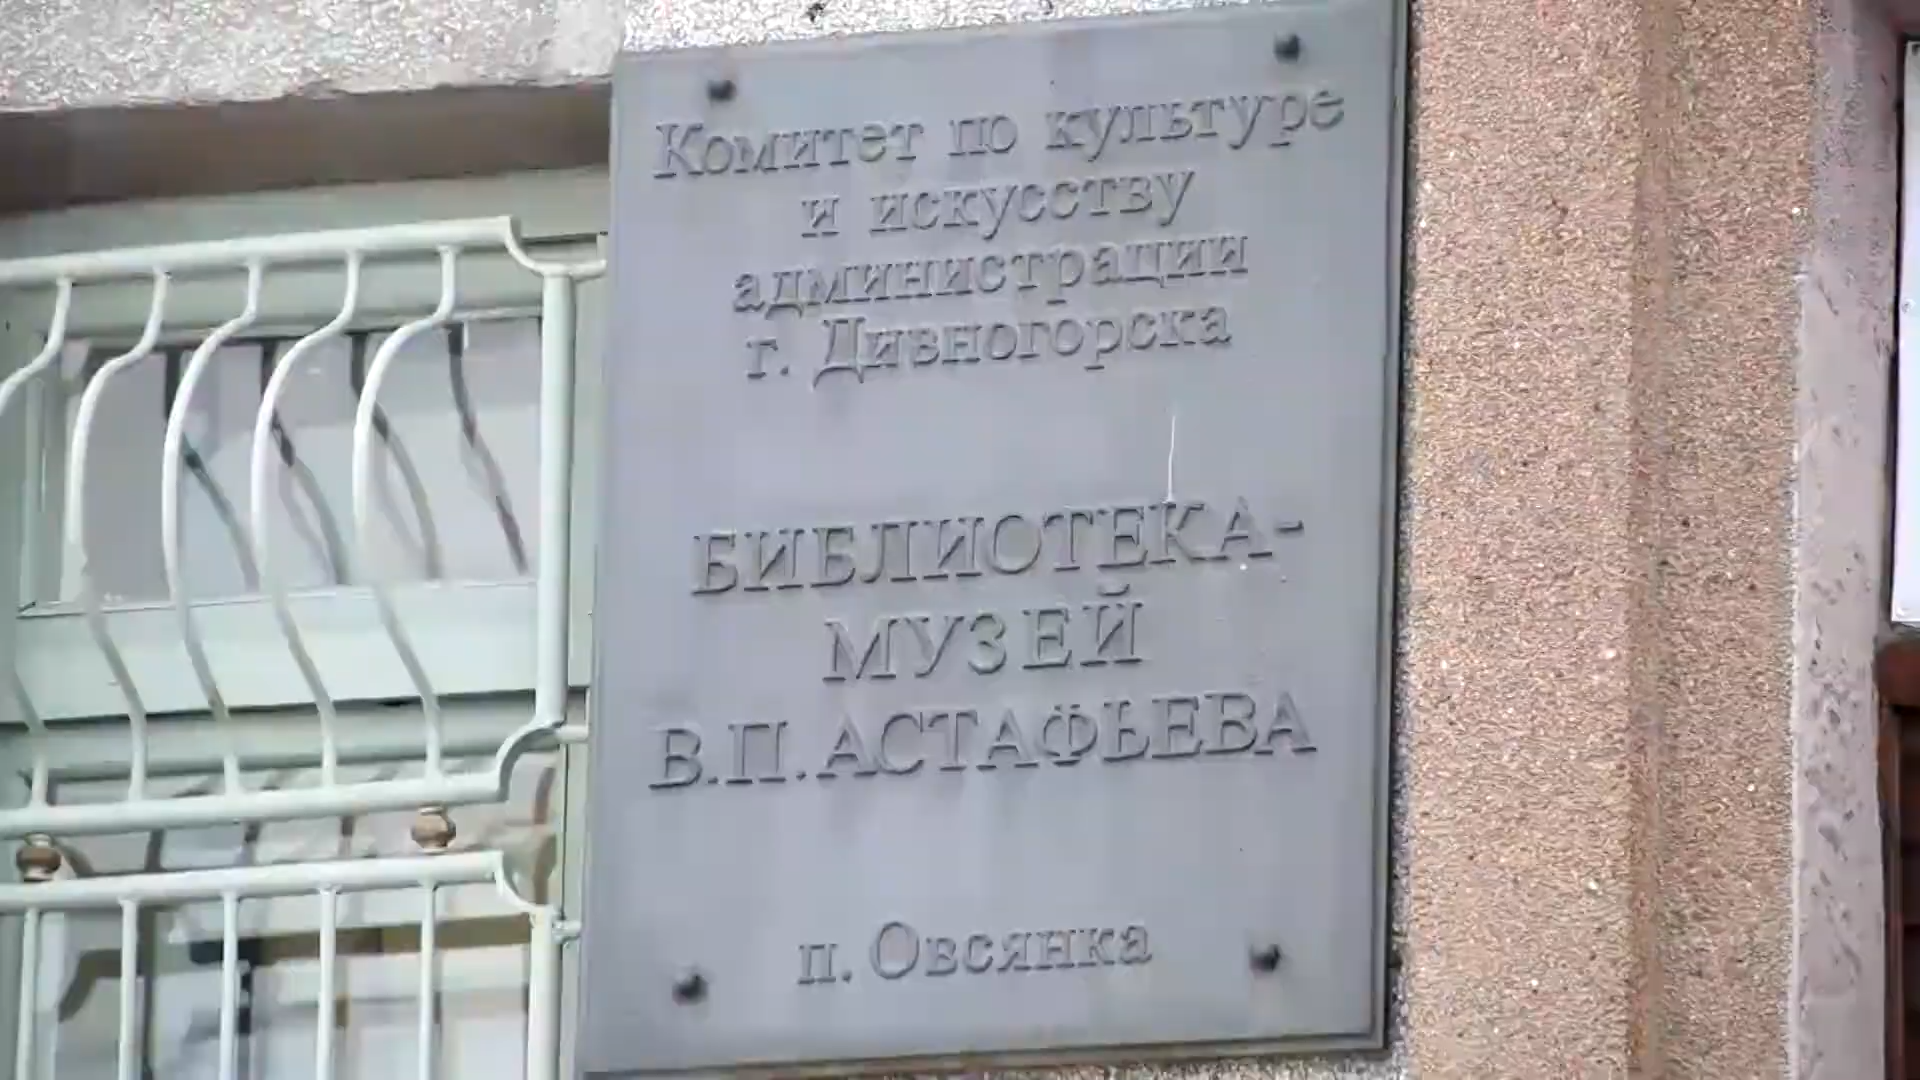 Комитет по культуре
и искусству
администрации
г. Дивногорска
БИБЛИОТЕКА-
МУЗЕЙ
В.П.АСТАФЬЕВА
п. Овсянка